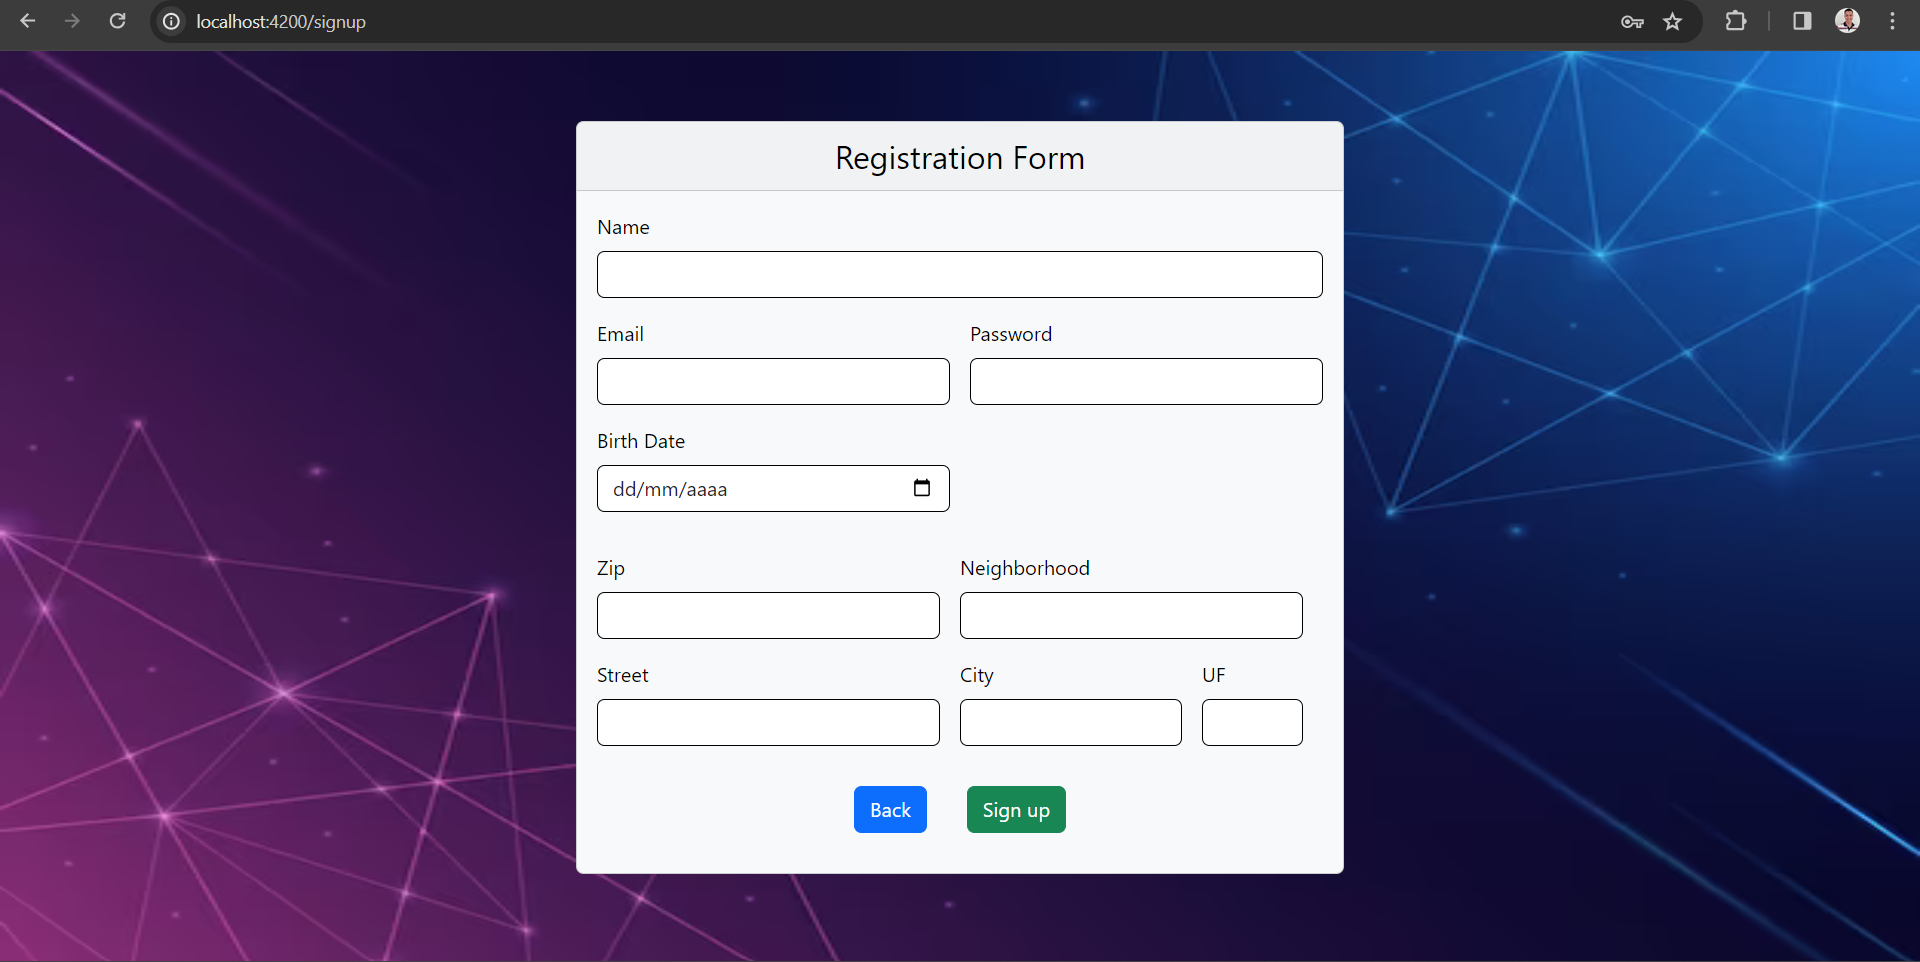 localhost:4200/signup
Registration Form
Name
Email Password
Birth Date
dd/mm/aaaa
Zip Neighborhood
Street City UF
Back Sign up